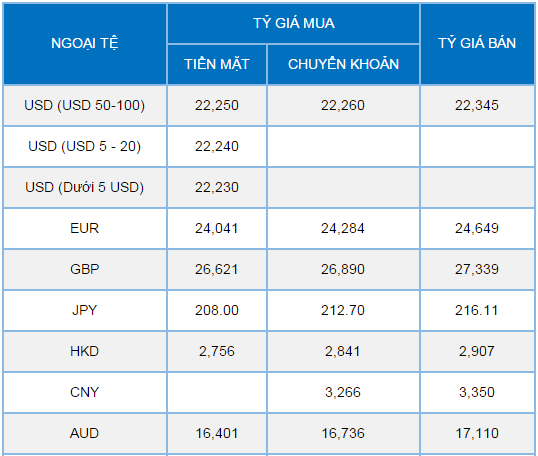 NGOẠI TỆ TỶ GIÁ MUA TỶ GIÁ BÁN
TIỀN MẶT CHUYỂN KHOẢN
USD (USD 50-100) 22,250 22,260 22,345
USD (USD 5 - 20) 22,240
USD (Dưới 5 USD) 22,230
EUR 24,041 24,284 24,649
GBP 26,621 26,890 27,339
JPY 208.00 212.70 216.11
HKD 2,756 2,841 2,907
CNY 3,266 3,350
AUD 16,401 16,736 17,110